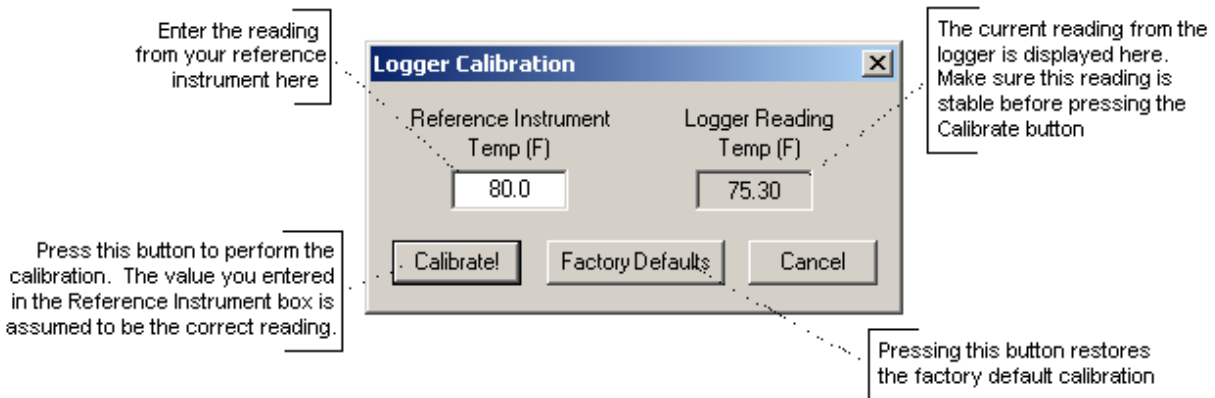 Enter the reading
from your reference
instrument here
The current reading from the
logger is displayed here.
Make sure this reading is
stable before pressing the
Calibrate button
Logger Calibration
Reference Instrument
Temp (F)
80.0
Logger Reading
Temp (F)
75.30
Calibrate!
Factory Defaults
Cancel
Press this button to perform the
calibration. The value you entered
in the Reference Instrument box is
assumed to be the correct reading.
Pressing this button restores
the factory default calibration